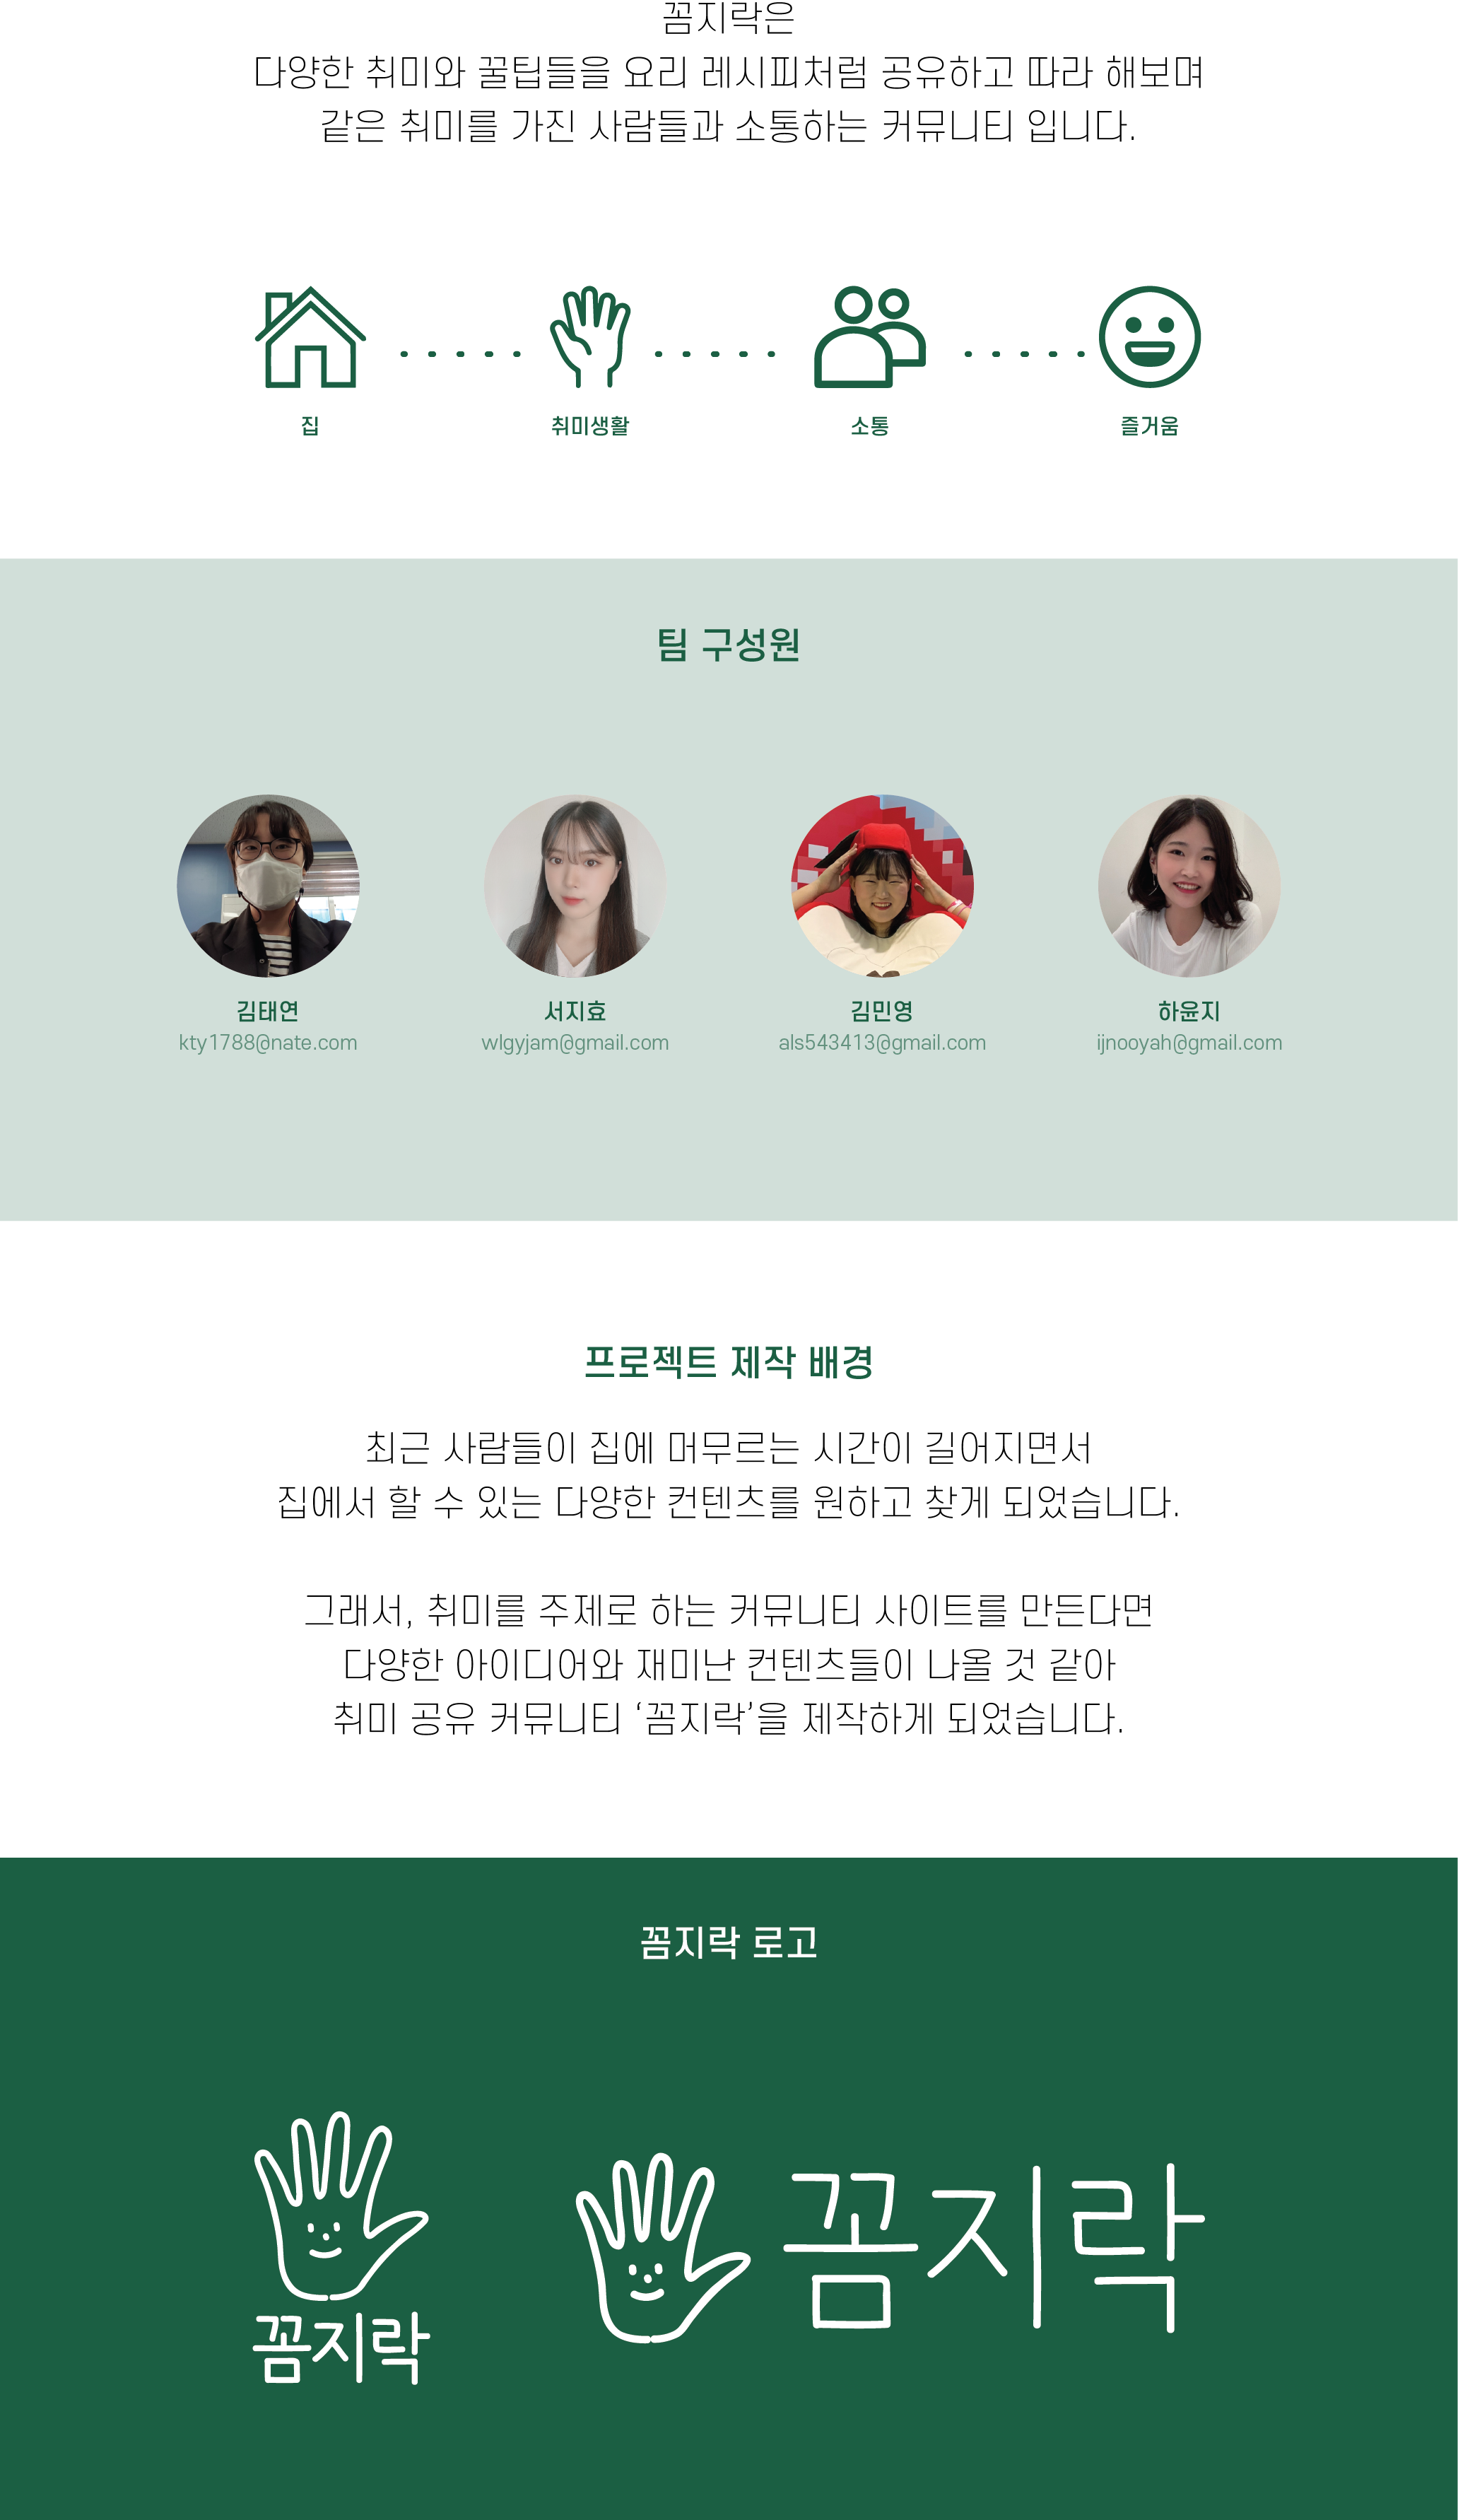 꼼지락은
다양한 취미와 꿀팁들을 요리 레시피처럼 공유하고 따라 해보며
같은 취미를 가진 사람들과 소통하는 커뮤니티 입니다.
집
취미생활
소통
즐거움
팀 구성원
김태연
서지효
김민영
하윤지
kty1788@nate.com
wlgyjam@gmail.com
als543413@gmail.com
ijnooyah@gmail.com
프로젝트 제작 배경
최근 사람들이 집에 머무르는 시간이 길어지면서
집에서 할 수 있는 다양한 컨텐츠를 원하고 찾게 되었습니다.
그래서, 취미를 주제로 하는 커뮤니티 사이트를 만든다면
다양한 아이디어와 재미난 컨텐츠들이 나올 것 같아
취미 공유 커뮤니티 ‘꼼지락’을 제작하게 되었습니다.
꼼지락 로고
꼼지락
꼼지락